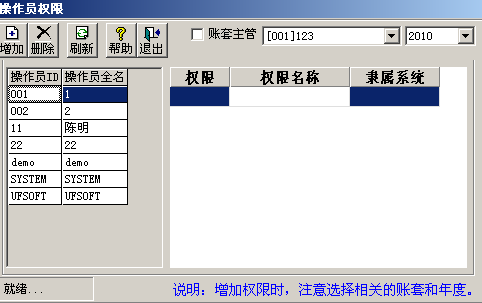 操作员权限
增加 删除 刷新 帮助 退出 账套主管 [001]123 2010
操作员ID 操作员全名 权限 权限名称 隶属系统
001 1
002 2
11 陈明
22 22
demo demo
SYSTEM SYSTEM
UFSOFT UFSOFT
就绪... 说明：增加权限时，注意选择相关的账套和年度。